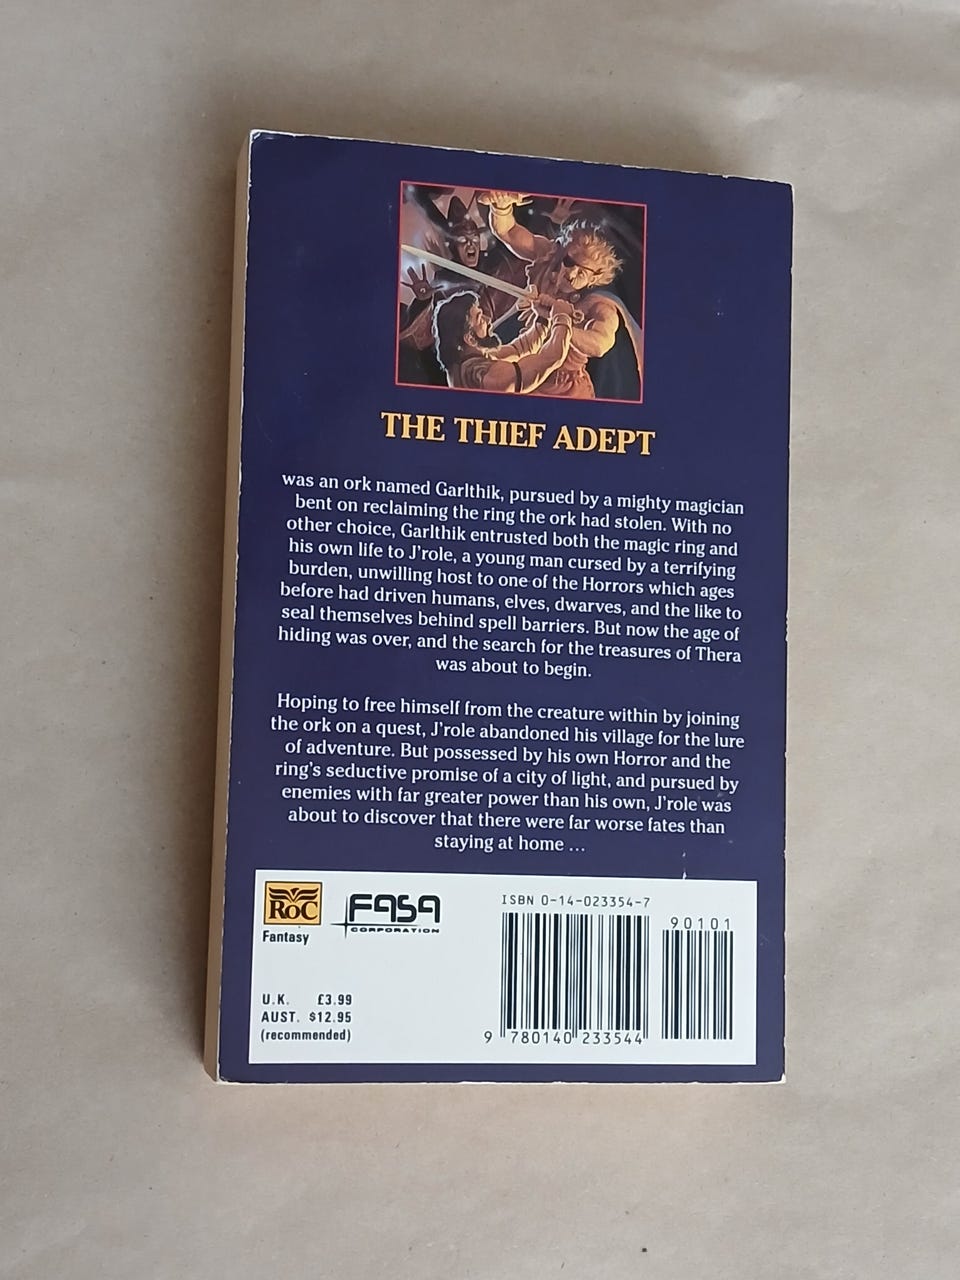 THE THIEF ADEPT
was an ork named Garlthik, pursued by a mighty magician
bent on reclaiming the ring the ork had stolen. With no
other choice, Garlthik entrusted both the magic ring and
his own life to J'role, a young man cursed by a terrifying
burden, unwilling host to one of the Horrors which ages
before had driven humans, elves, dwarves, and the like to
seal themselves behind spell barriers. But now the age of
hiding was over, and the search for the treasures of Thera
was about to begin.
Hoping to free himself from the creature within by joining
the ork on a quest, J'role abandoned his village for the lure
of adventure. But possessed by his own Horror and the
ring's seductive promise of a city of light, and pursued by
enemies with far greater power than his own, J'role was
about to discover that there were far worse fates than
staying at home ...
ROC
Fantasy
FASA
CORPORATION
U.K. £3.99
AUST. $12.95
(recommended)
ISBN 0-14-023354-7
90101
9 780140 233544